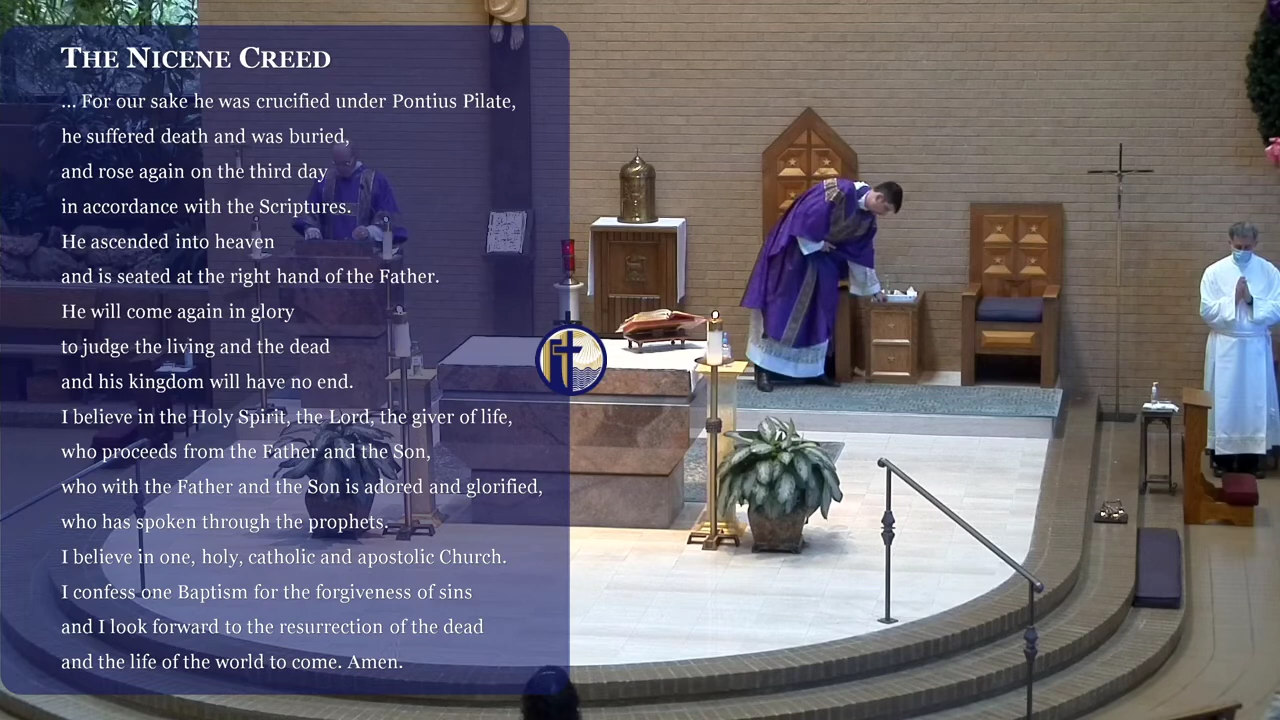 THE NICENE CREED
... For our sake he was crucified under Pontius Pilate,
he suffered death and was buried,
and rose again on the third day
in accordance with the Scriptures.
He ascended into heaven
and is seated at the right hand of the Father.
He will come again in glory
to judge the living and the dead
and his kingdom will have no end.
I believe in the Holy Spirit, the Lord, the giver of life,
who proceeds from the Father and the Son,
who with the Father and the Son is adored and glorified,
who has spoken through the prophets.
I believe in one, holy, catholic and apostolic Church.
I confess one Baptism for the forgiveness of sins
and I look forward to the resurrection of the dead
and the life of the world to come. Amen.